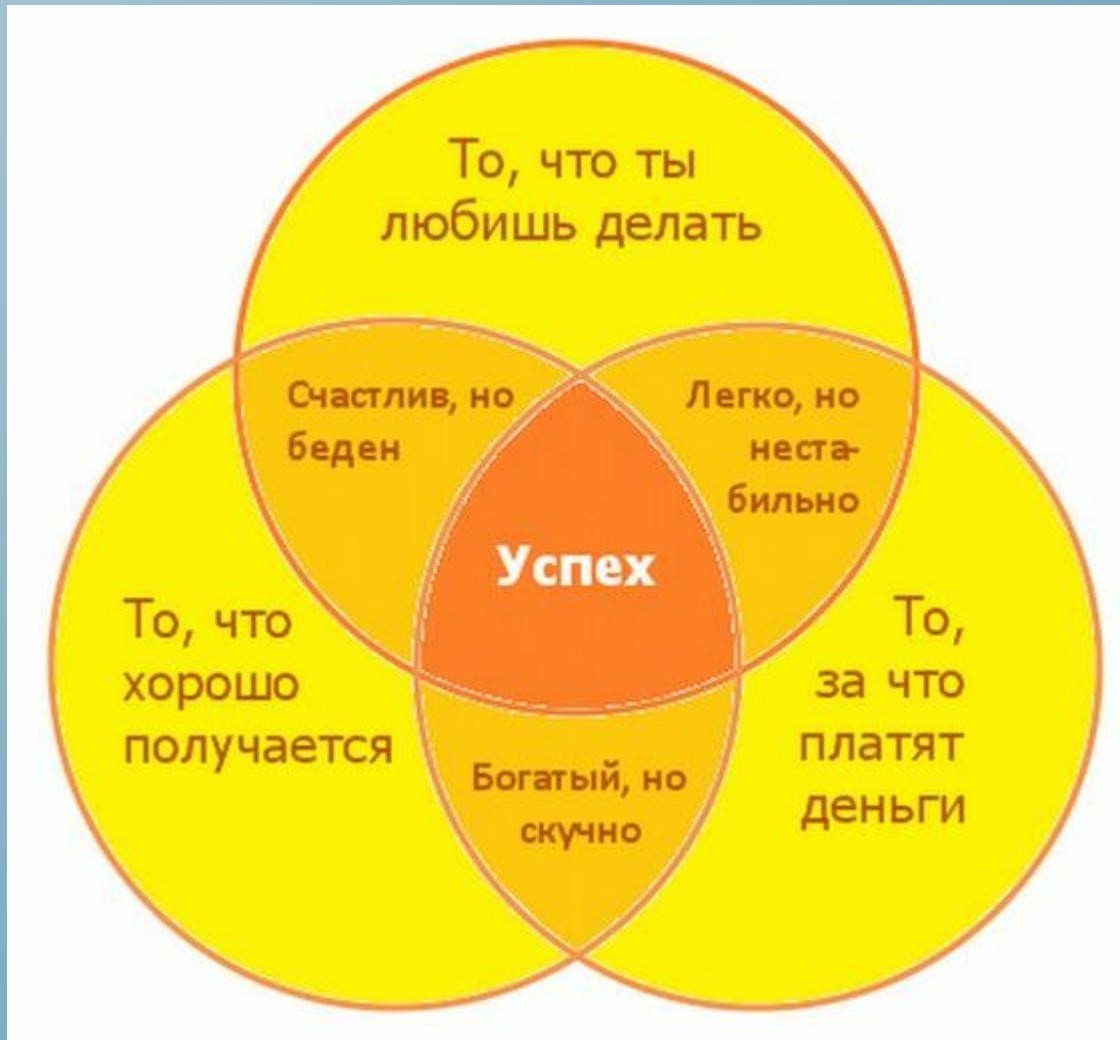 То, что ты
любишь делать
Счастлив, но
беден
Легко, но
неста-
бильно
Успех
То, что
хорошо
получается
То,
за что
платят
деньги
Богатый, но
скучно